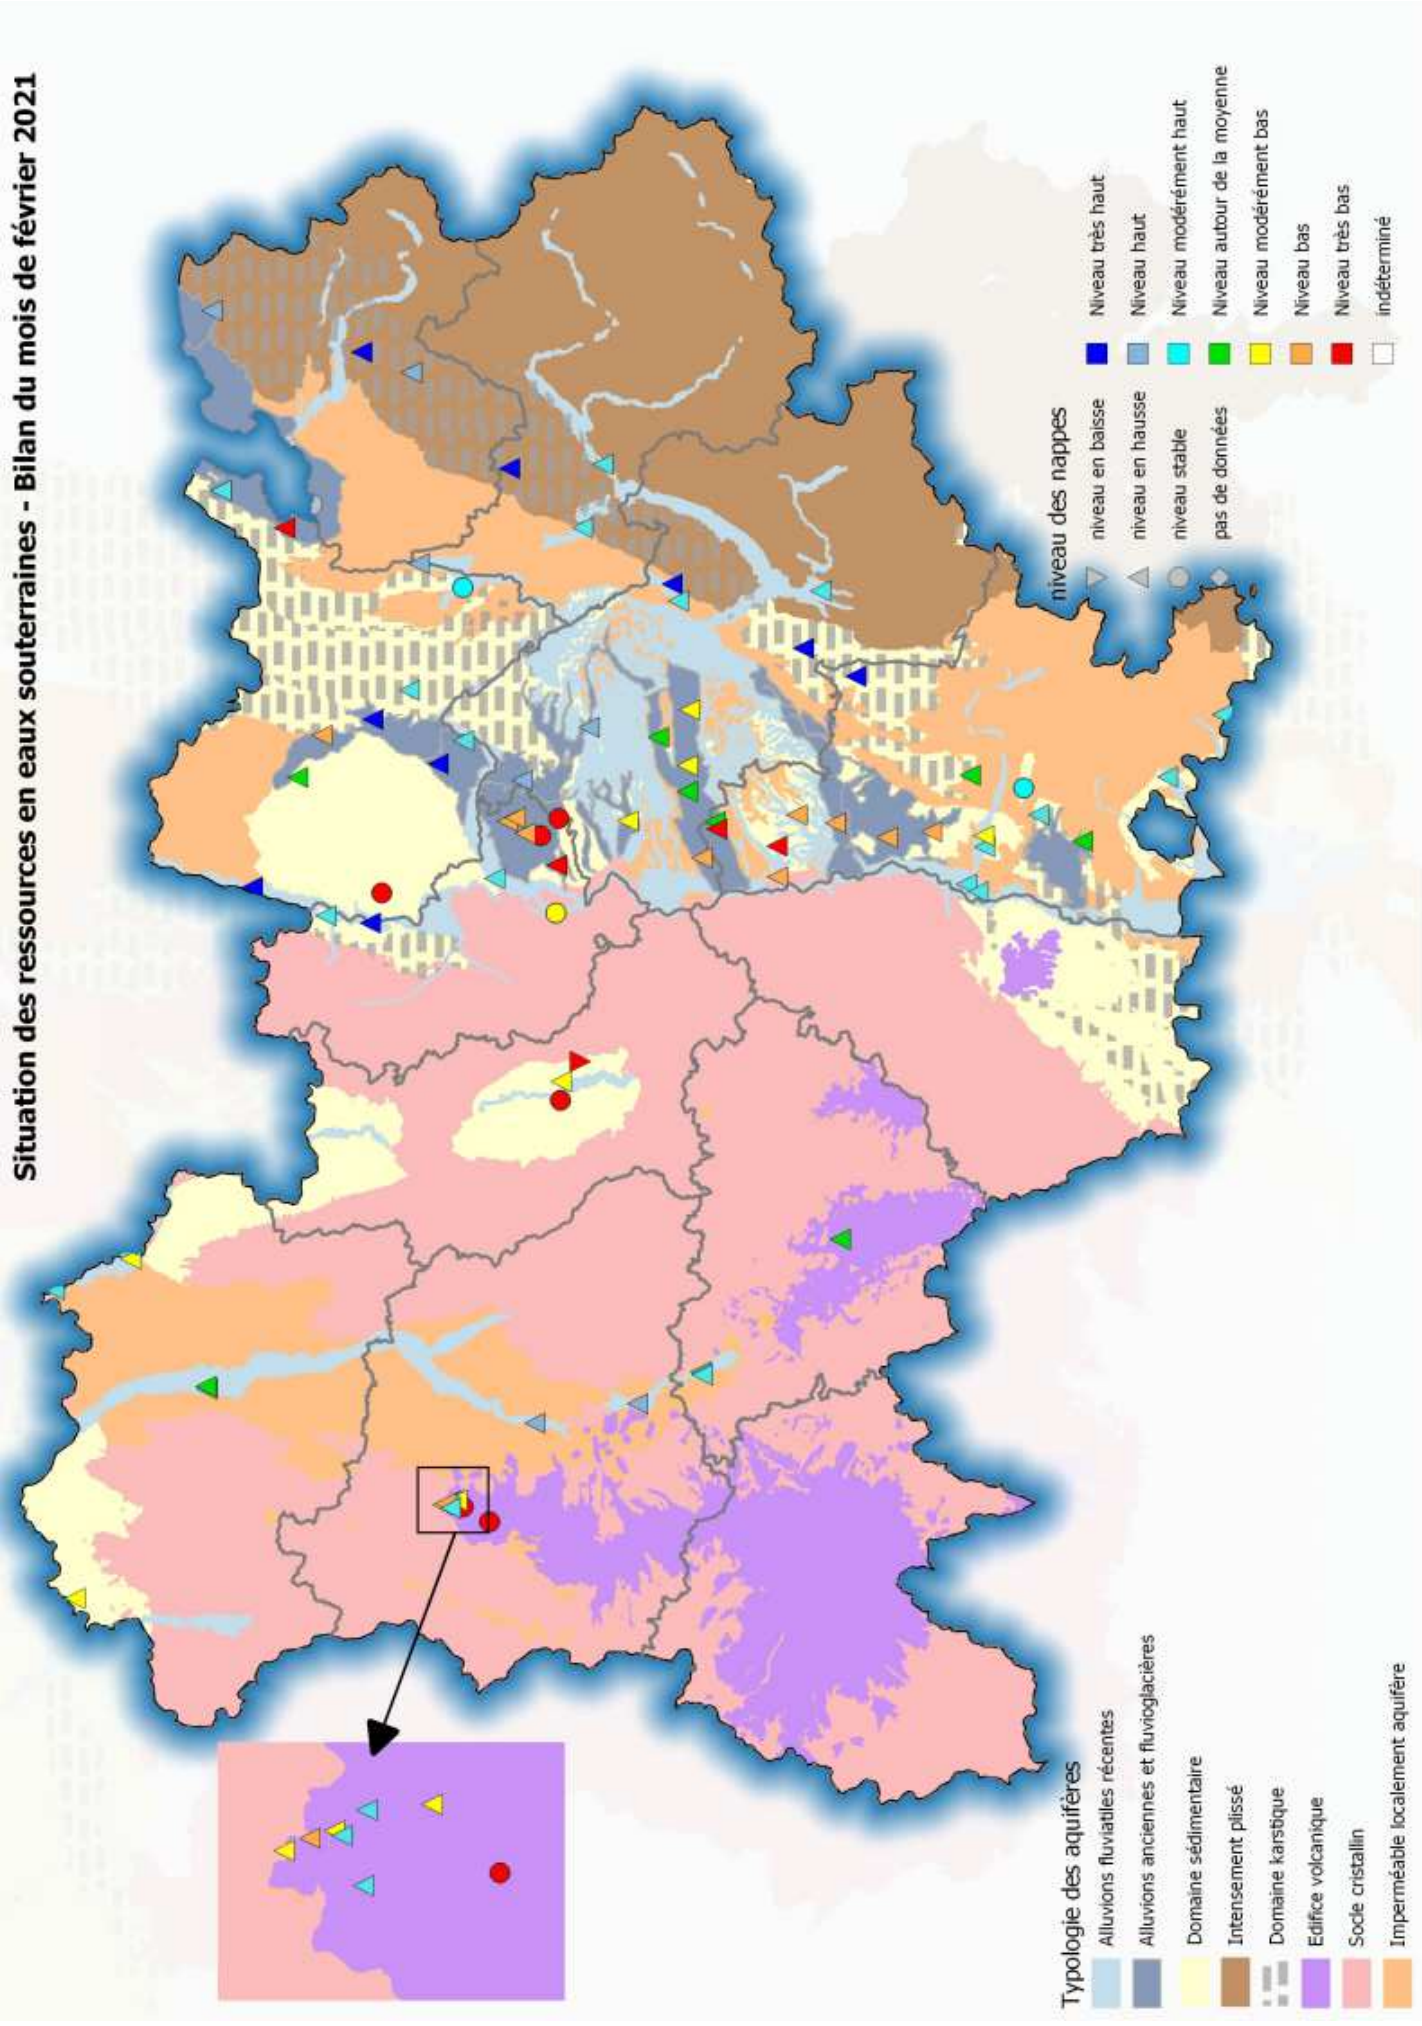 Situation des ressources en eaux souterraines - Bilan du mois de février 2021
niveau des nappes
niveau en baisse
niveau en hausse
niveau stable
pas de données
Niveau très haut
Niveau haut
Niveau modérément haut
Niveau autour de la moyenne
Niveau modérément bas
Niveau bas
Niveau très bas
indéterminé
Typologie des aquifères
Alluvions fluviatiles récentes
Alluvions anciennes et fluvioglacières
Domaine sédimentaire
Intensement plissé
Domaine karstique
Edifice volcanique
Socle cristallin
Imperméable localement aquifère